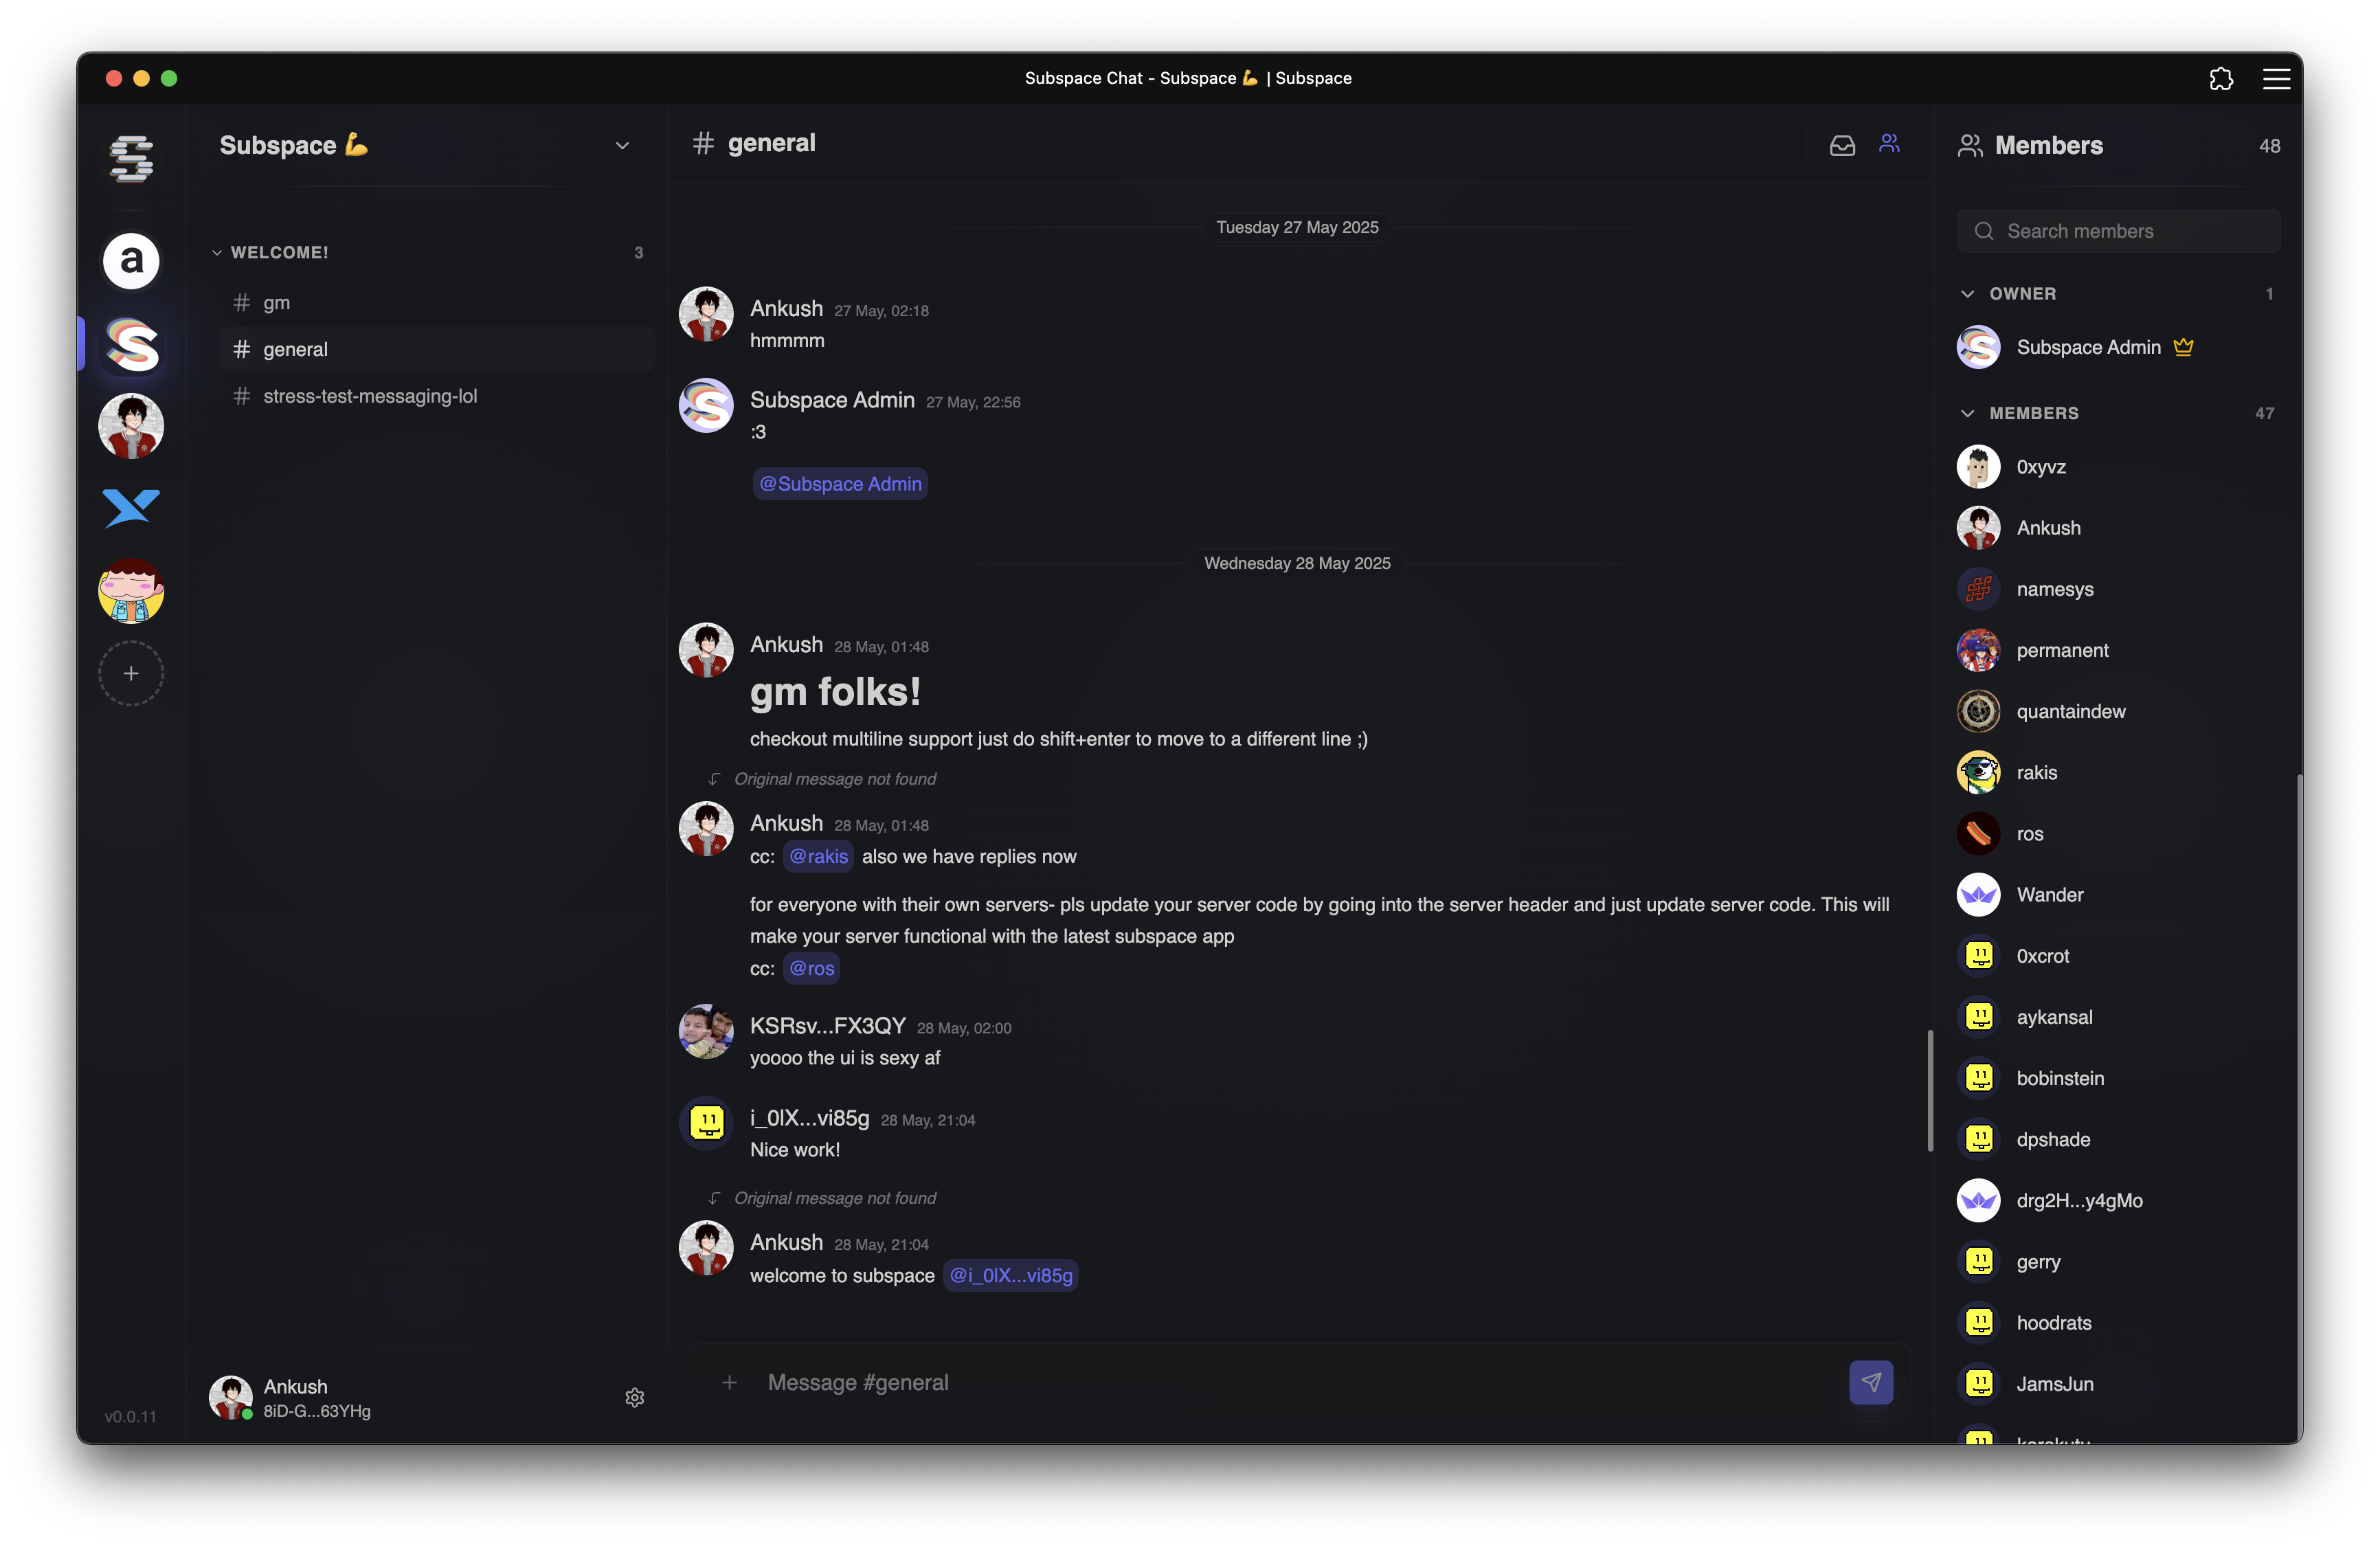 Subspace Chat - Subspace 💪 | Subspace
a
Subspace 💪
WELCOME! 3
# gm
# general
# stress-test-messaging-lol
Ankush
8iD-G...63YHg
v0.0.11
# general
Tuesday 27 May 2025
Ankush 27 May, 02:18
hmmmm
Subspace Admin 27 May, 22:56
:3
@Subspace Admin
Wednesday 28 May 2025
Ankush 28 May, 01:48
gm folks!
checkout multiline support just do shift+enter to move to a different line ;)
Original message not found
Ankush 28 May, 01:48
cc: @rakis also we have replies now
for everyone with their own servers- pls update your server code by going into the server header and just update server code. This will
make your server functional with the latest subspace app
cc: @ros
KSRsv...FX3QY 28 May, 02:00
yoooo the ui is sexy af
i_0lX...vi85g 28 May, 21:04
Nice work!
Original message not found
Ankush 28 May, 21:04
welcome to subspace @i_0lX...vi85g
+ Message #general
Members 48
Search members
OWNER 1
Subspace Admin
MEMBERS 47
0xyvz
Ankush
namesys
permanent
quantaindew
rakis
ros
Wander
0xcrot
aykansal
bobinstein
dpshade
drg2H...y4gMo
gerry
hoodrats
JamsJun